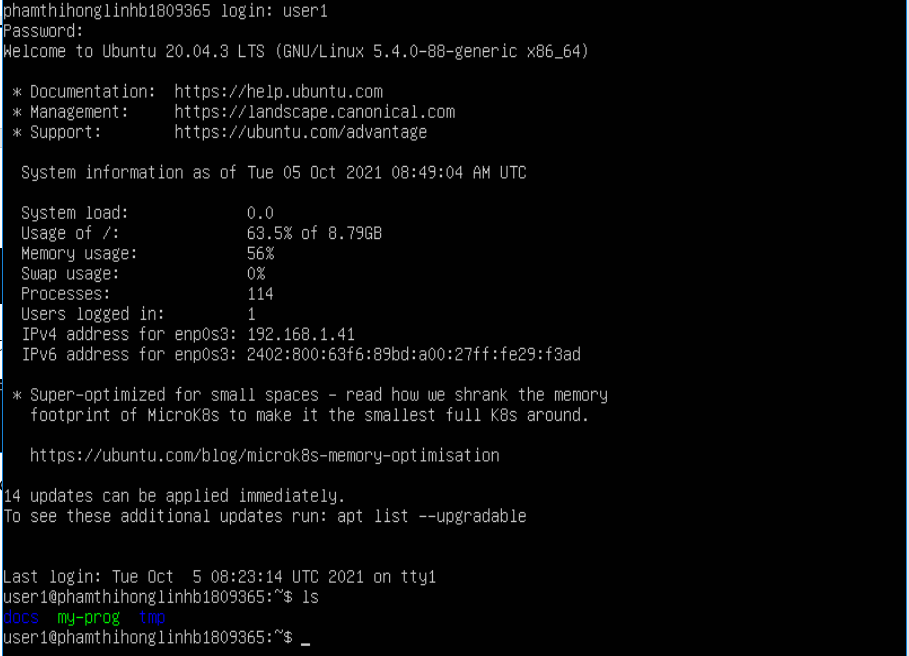 phamthihonglinhb1809365 login: user1
Password:
Welcome to Ubuntu 20.04.3 LTS (GNU/Linux 5.4.0-88-generic x86_64)
* Documentation: https://help.ubuntu.com
* Management: https://landscape.canonical.com
* Support: https://ubuntu.com/advantage
System information as of Tue 05 Oct 2021 08:49:04 AM UTC
System load: 0.0
Usage of /: 63.5% of 8.79GB
Memory usage: 56%
Swap usage: 0%
Processes: 114
Users logged in: 1
IPv4 address for enp0s3: 192.168.1.41
IPv6 address for enp0s3: 2402:800:63f6:89bd:a00:27ff:fe29:f3ad
* Super-optimized for small spaces - read how we shrank the memory
footprint of MicroK8s to make it the smallest full K8s around.
https://ubuntu.com/blog/microk8s-memory-optimisation
14 updates can be applied immediately.
To see these additional updates run: apt list --upgradable
Last login: Tue Oct  5 08:23:14 UTC 2021 on tty1
user1@phamthihonglinhb1809365:~$ ls
docs my-prog tmp
user1@phamthihonglinhb1809365:~$ _